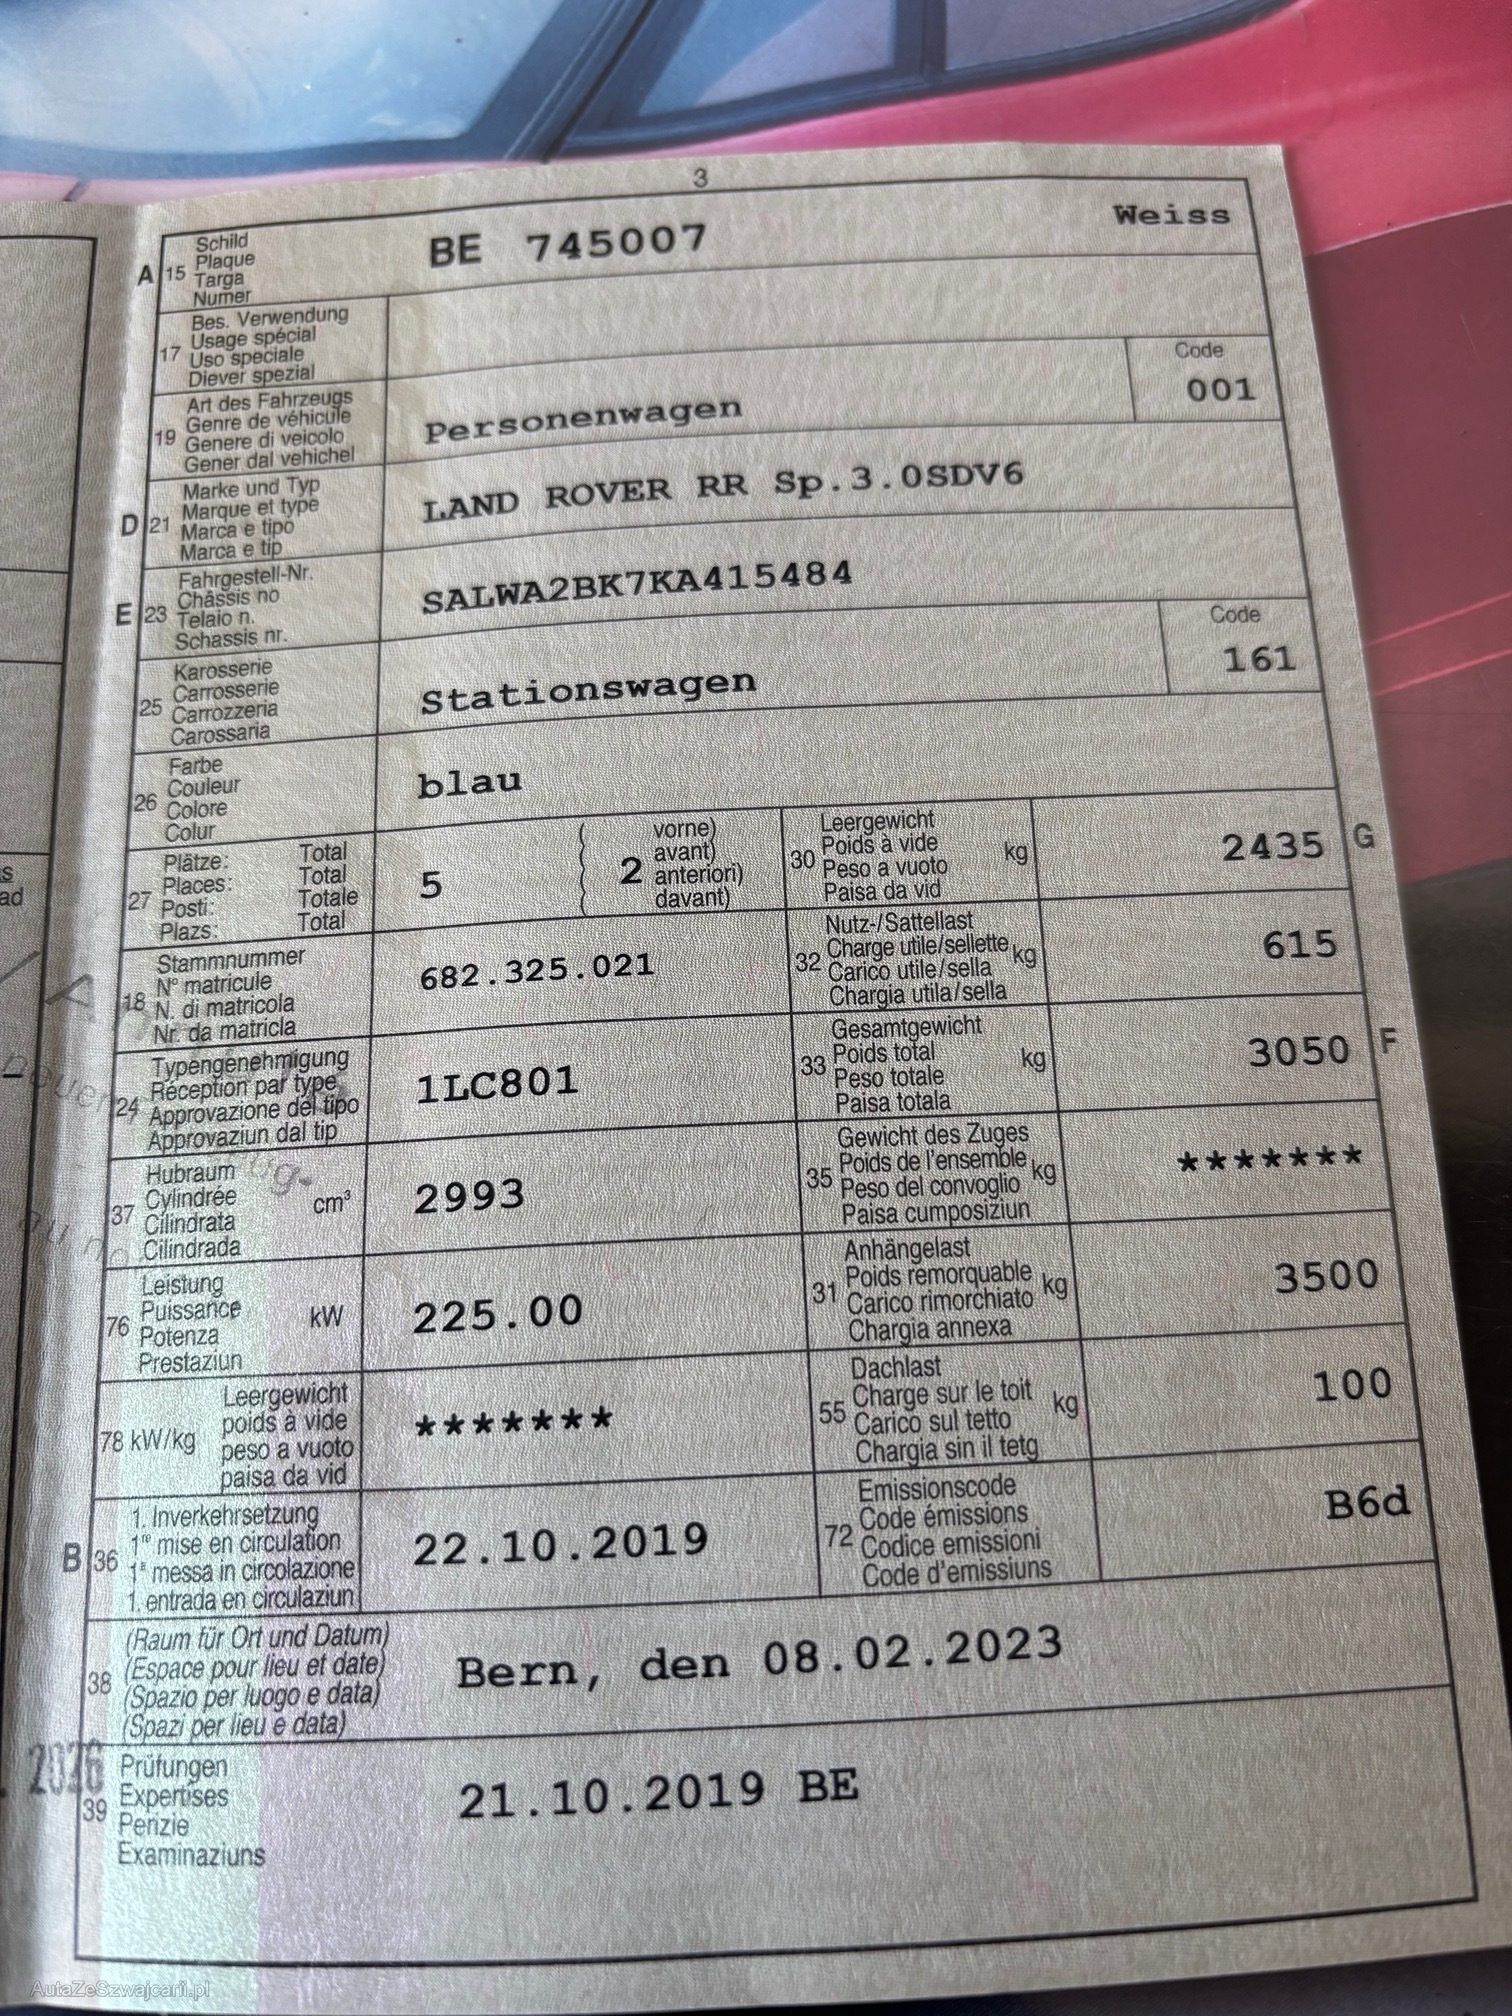 3
A 15 Schild
Plaque
Targa
Numer
BE 745007
Weiss
17 Bes. Verwendung
Usage spécial
Uso speciale
Diever spezial
19 Art des Fahrzeugs
Genre de véhicule
Genere di veicolo
Gener dal vehichel
Personenwagen
Code
001
D 21 Marke und Typ
Marque et type
Marca e tipo
Marca e tip
LAND ROVER RR Sp.3.0SDV6
E 23 Fahrgestell-Nr.
Châssis no
Telaio n.
Schassis nr.
SALWA2BK7KA415484
25 Karosserie
Carrosserie
Carrozzeria
Carossaria
Stationswagen
Code
161
26 Farbe
Couleur
Colore
Colur
blau
27 Plätze: Total
Places: Total
Posti: Totale
Plazs: Total
5
2
vorne)
avant)
anteriori)
davant)
30 Leergewicht
Poids à vide
Peso a vuoto
Paisa da vid
kg
2435
G
18 Stammnummer
N° matricule
N. di matricola
Nr. da matricla
682.325.021
32 Nutz-/Sattellast
Charge utile/sellette
Carico utile/sella
Chargia utila/sella
kg
615
24 Typengenehmigung
Réception par type
Approvazione del tipo
Approvaziun dal tip
1LC801
33 Gesamtgewicht
Poids total
Peso totale
Paisa totala
kg
3050
F
37 Hubraum
Cylindrée
Cilindrata
Cilindrada
cm³
2993
35 Gewicht des Zuges
Poids de l'ensemble
Peso del convoglio
Paisa cumposiziun
kg
*******
76 Leistung
Puissance
Potenza
Prestaziun
kW
225.00
31 Anhängelast
Poids remorquable
Carico rimorchiato
Chargia annexa
kg
3500
78 kW/kg
Leergewicht
poids à vide
peso a vuoto
paisa da vid
*******
55 Dachlast
Charge sur le toit
Carico sul tetto
Chargia sin il tetg
kg
100
B 36 1. Inverkehrsetzung
1re mise en circulation
1a messa in circolazione
1. entrada en circulaziun
22.10.2019
72 Emissionscode
Code émissions
Codice emissioni
Code d'emissiuns
B6d
38 (Raum für Ort und Datum)
(Espace pour lieu et date)
(Spazio per luogo e data)
(Spazi per lieu e data)
Bern, den 08.02.2023
39 Prüfungen
Expertises
Perizie
Examinaziuns
21.10.2019 BE
2026
AutaZeSzwajcarii.pl